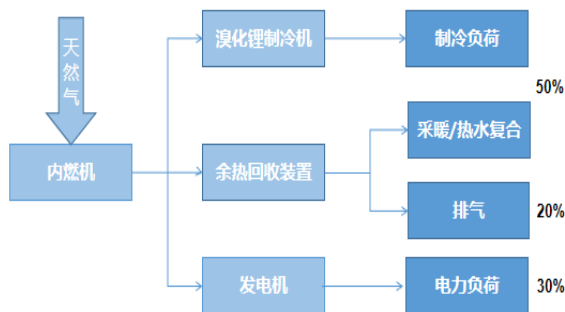 天然气
溴化锂制冷机
制冷负荷
50%
内燃机
余热回收装置
采暖/热水复合
排气
20%
发电机
电力负荷
30%